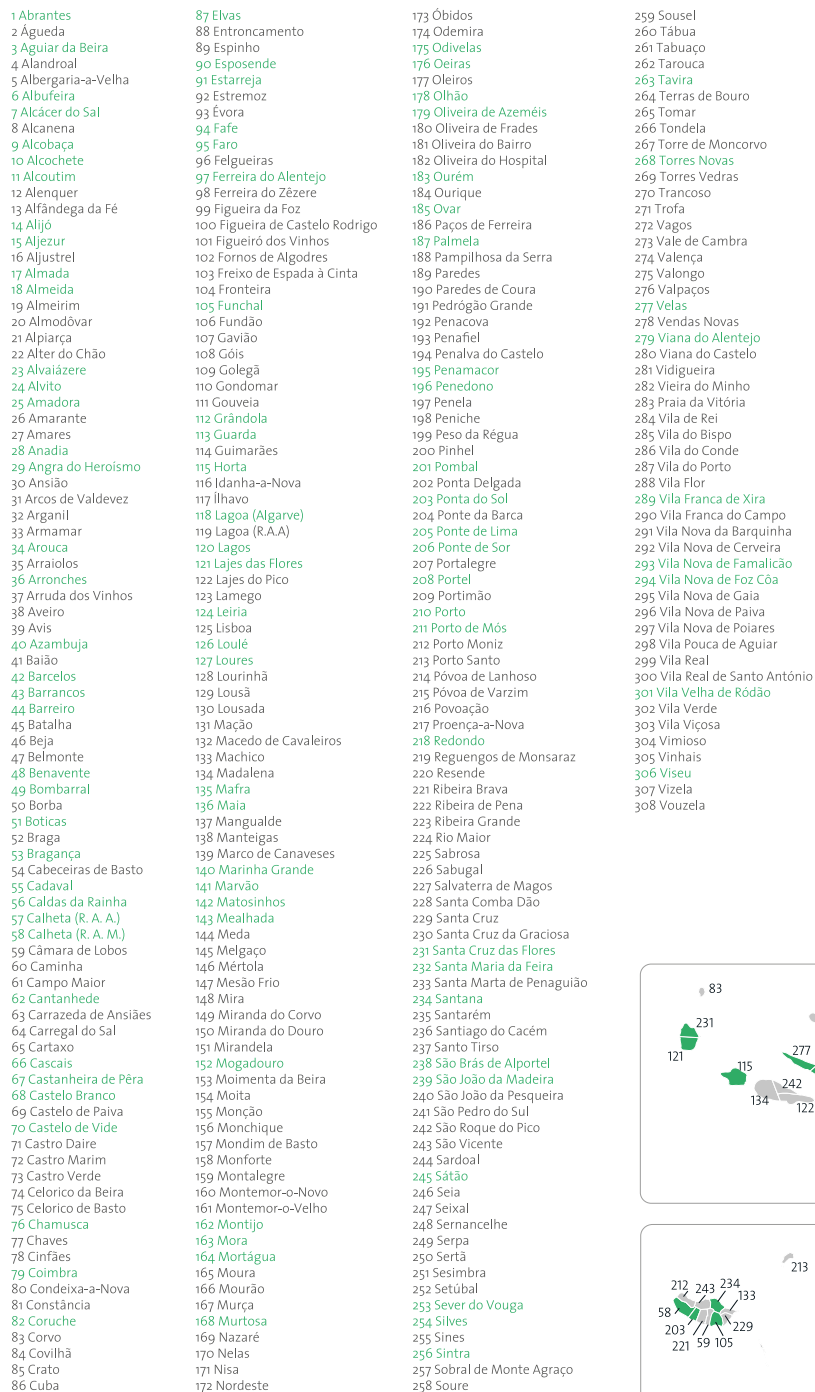 1 Abrantes
2 Águeda
3 Aguiar da Beira
4 Alandroal
5 Albergaria-a-Velha
6 Albufeira
7 Alcácer do Sal
8 Alcanena
9 Alcobaça
10 Alcochete
11 Alcoutim
12 Alenquer
13 Alfândega da Fé
14 Alijó
15 Aljezur
16 Aljustrel
17 Almada
18 Almeida
19 Almeirim
20 Almodôvar
21 Alpiarça
22 Alter do Chão
23 Alvaiázere
24 Alvito
25 Amadora
26 Amarante
27 Amares
28 Anadia
29 Angra do Heroísmo
30 Ansião
31 Arcos de Valdevez
32 Arganil
33 Armamar
34 Arouca
35 Arraiolos
36 Arronches
37 Arruda dos Vinhos
38 Aveiro
39 Avis
40 Azambuja
41 Baião
42 Barcelos
43 Barrancos
44 Barreiro
45 Batalha
46 Beja
47 Belmonte
48 Benavente
49 Bombarral
50 Borba
51 Boticas
52 Braga
53 Bragança
54 Cabeceiras de Basto
55 Cadaval
56 Caldas da Rainha
57 Calheta (R. A. A.)
58 Calheta (R. A. M.)
59 Câmara de Lobos
60 Caminha
61 Campo Maior
62 Cantanhede
63 Carrazeda de Ansiães
64 Carregal do Sal
65 Cartaxo
66 Cascais
67 Castanheira de Pêra
68 Castelo Branco
69 Castelo de Paiva
70 Castelo de Vide
71 Castro Daire
72 Castro Marim
73 Castro Verde
74 Celorico da Beira
75 Celorico de Basto
76 Chamusca
77 Chaves
78 Cinfães
79 Coimbra
80 Condeixa-a-Nova
81 Constância
82 Coruche
83 Corvo
84 Covilhã
85 Crato
86 Cuba
87 Elvas
88 Entroncamento
89 Espinho
90 Esposende
91 Estarreja
92 Estremoz
93 Évora
94 Fafe
95 Faro
96 Felgueiras
97 Ferreira do Alentejo
98 Ferreira do Zêzere
99 Figueira da Foz
100 Figueira de Castelo Rodrigo
101 Figueiró dos Vinhos
102 Fornos de Algodres
103 Freixo de Espada à Cinta
104 Fronteira
105 Funchal
106 Fundão
107 Gavião
108 Góis
109 Golegã
110 Gondomar
111 Gouveia
112 Grândola
113 Guarda
114 Guimarães
115 Horta
116 Idanha-a-Nova
117 Ílhavo
118 Lagoa (Algarve)
119 Lagoa (R.A.A)
120 Lagos
121 Lajes das Flores
122 Lajes do Pico
123 Lamego
124 Leiria
125 Lisboa
126 Loulé
127 Loures
128 Lourinhã
129 Lousã
130 Lousada
131 Mação
132 Macedo de Cavaleiros
133 Machico
134 Madalena
135 Mafra
136 Maia
137 Mangualde
138 Manteigas
139 Marco de Canaveses
140 Marinha Grande
141 Marvão
142 Matosinhos
143 Mealhada
144 Meda
145 Melgaço
146 Mértola
147 Mesão Frio
148 Mira
149 Miranda do Corvo
150 Miranda do Douro
151 Mirandela
152 Mogadouro
153 Moimenta da Beira
154 Moita
155 Monção
156 Monchique
157 Mondim de Basto
158 Monforte
159 Montalegre
160 Montemor-o-Novo
161 Montemor-o-Velho
162 Montijo
163 Mora
164 Mortágua
165 Moura
166 Mourão
167 Murça
168 Murtosa
169 Nazaré
170 Nelas
171 Nisa
172 Nordeste
173 Óbidos
174 Odemira
175 Odivelas
176 Oeiras
177 Oleiros
178 Olhão
179 Oliveira de Azeméis
180 Oliveira de Frades
181 Oliveira do Bairro
182 Oliveira do Hospital
183 Ourém
184 Ourique
185 Ovar
186 Paços de Ferreira
187 Palmela
188 Pampilhosa da Serra
189 Paredes
190 Paredes de Coura
191 Pedrógão Grande
192 Penacova
193 Penafiel
194 Penalva do Castelo
195 Penamacor
196 Penedono
197 Penela
198 Peniche
199 Peso da Régua
200 Pinhel
201 Pombal
202 Ponta Delgada
203 Ponta do Sol
204 Ponte da Barca
205 Ponte de Lima
206 Ponte de Sor
207 Portalegre
208 Portel
209 Portimão
210 Porto
211 Porto de Mós
212 Porto Moniz
213 Porto Santo
214 Póvoa de Lanhoso
215 Póvoa de Varzim
216 Povoação
217 Proença-a-Nova
218 Redondo
219 Reguengos de Monsaraz
220 Resende
221 Ribeira Brava
222 Ribeira de Pena
223 Ribeira Grande
224 Rio Maior
225 Sabrosa
226 Sabugal
227 Salvaterra de Magos
228 Santa Comba Dão
229 Santa Cruz
230 Santa Cruz da Graciosa
231 Santa Cruz das Flores
232 Santa Maria da Feira
233 Santa Marta de Penaguião
234 Santana
235 Santarém
236 Santiago do Cacém
237 Santo Tirso
238 São Brás de Alportel
239 São João da Madeira
240 São João da Pesqueira
241 São Pedro do Sul
242 São Roque do Pico
243 São Vicente
244 Sardoal
245 Sátão
246 Seia
247 Seixal
248 Sernancelhe
249 Serpa
250 Sertã
251 Sesimbra
252 Setúbal
253 Sever do Vouga
254 Silves
255 Sines
256 Sintra
257 Sobral de Monte Agraço
258 Soure
259 Sousel
260 Tábua
261 Tabuaço
262 Tarouca
263 Tavira
264 Terras de Bouro
265 Tomar
266 Tondela
267 Torre de Moncorvo
268 Torres Novas
269 Torres Vedras
270 Trancoso
271 Trofa
272 Vagos
273 Vale de Cambra
274 Valença
275 Valongo
276 Valpaços
277 Velas
278 Vendas Novas
279 Viana do Alentejo
280 Viana do Castelo
281 Vidigueira
282 Vieira do Minho
283 Praia da Vitória
284 Vila de Rei
285 Vila do Bispo
286 Vila do Conde
287 Vila do Porto
288 Vila Flor
289 Vila Franca de Xira
290 Vila Franca do Campo
291 Vila Nova da Barquinha
292 Vila Nova de Cerveira
293 Vila Nova de Famalicão
294 Vila Nova de Foz Côa
295 Vila Nova de Gaia
296 Vila Nova de Paiva
297 Vila Nova de Poiares
298 Vila Pouca de Aguiar
299 Vila Real
300 Vila Real de Santo António
301 Vila Velha de Ródão
302 Vila Verde
303 Vila Viçosa
304 Vimioso
305 Vinhais
306 Viseu
307 Vizela
308 Vouzela
83
231
121
277
115
242
134
122
213
212 243 234
133
58
203
229
221 59 105